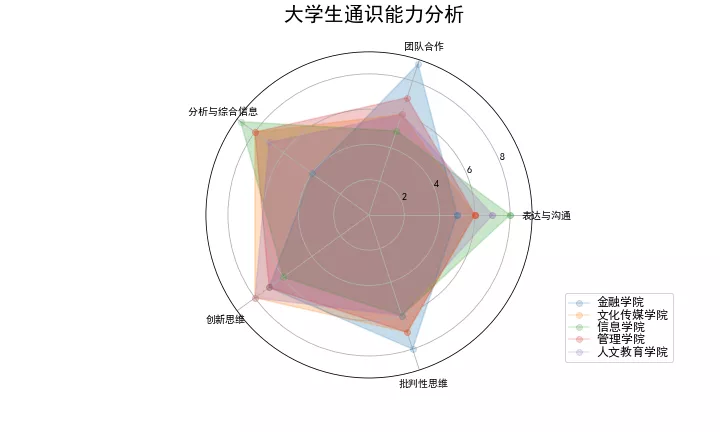 大学生通识能力分析
团队合作
分析与综合信息
8
6
4
2
表达与沟通
创新思维
批判性思维
金融学院
文化传媒学院
信息学院
管理学院
人文教育学院